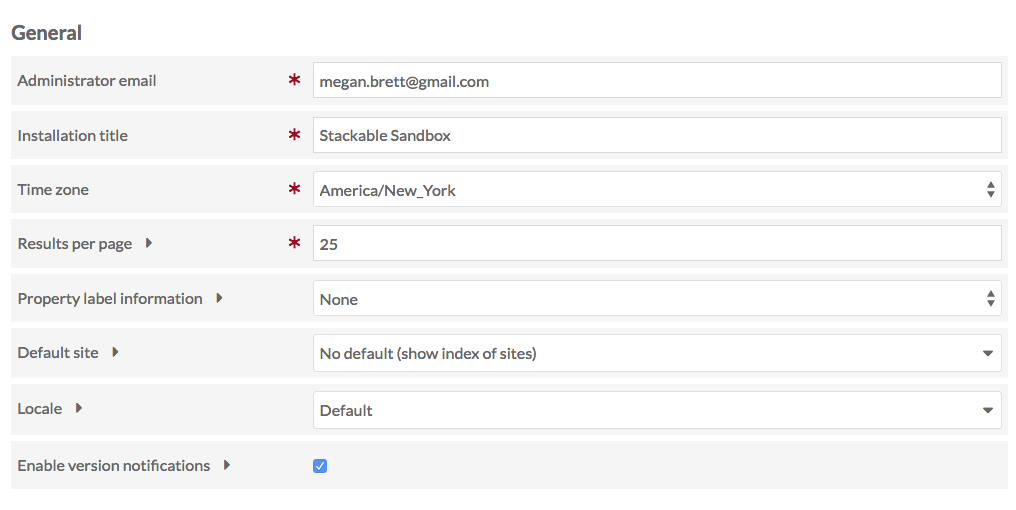 General
Administrator email * megan.brett@gmail.com
Installation title * Stackable Sandbox
Time zone * America/New_York
Results per page * 25
Property label information None
Default site No default (show index of sites)
Locale Default
Enable version notifications